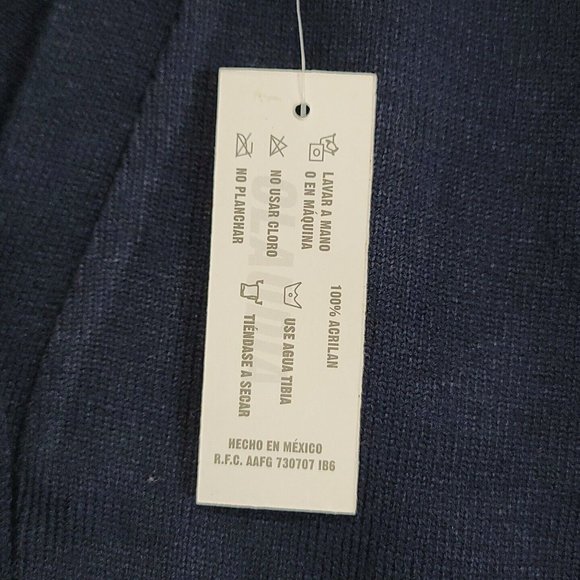 100% ACRILAN
LAVAR A MANO
O EN MÁQUINA
NO USAR CLORO
NO PLANCHAR
USE AGUA TIBIA
TIÉNDASE A SECAR
HECHO EN MÉXICO
R.F.C. AAFG 730707 IB6